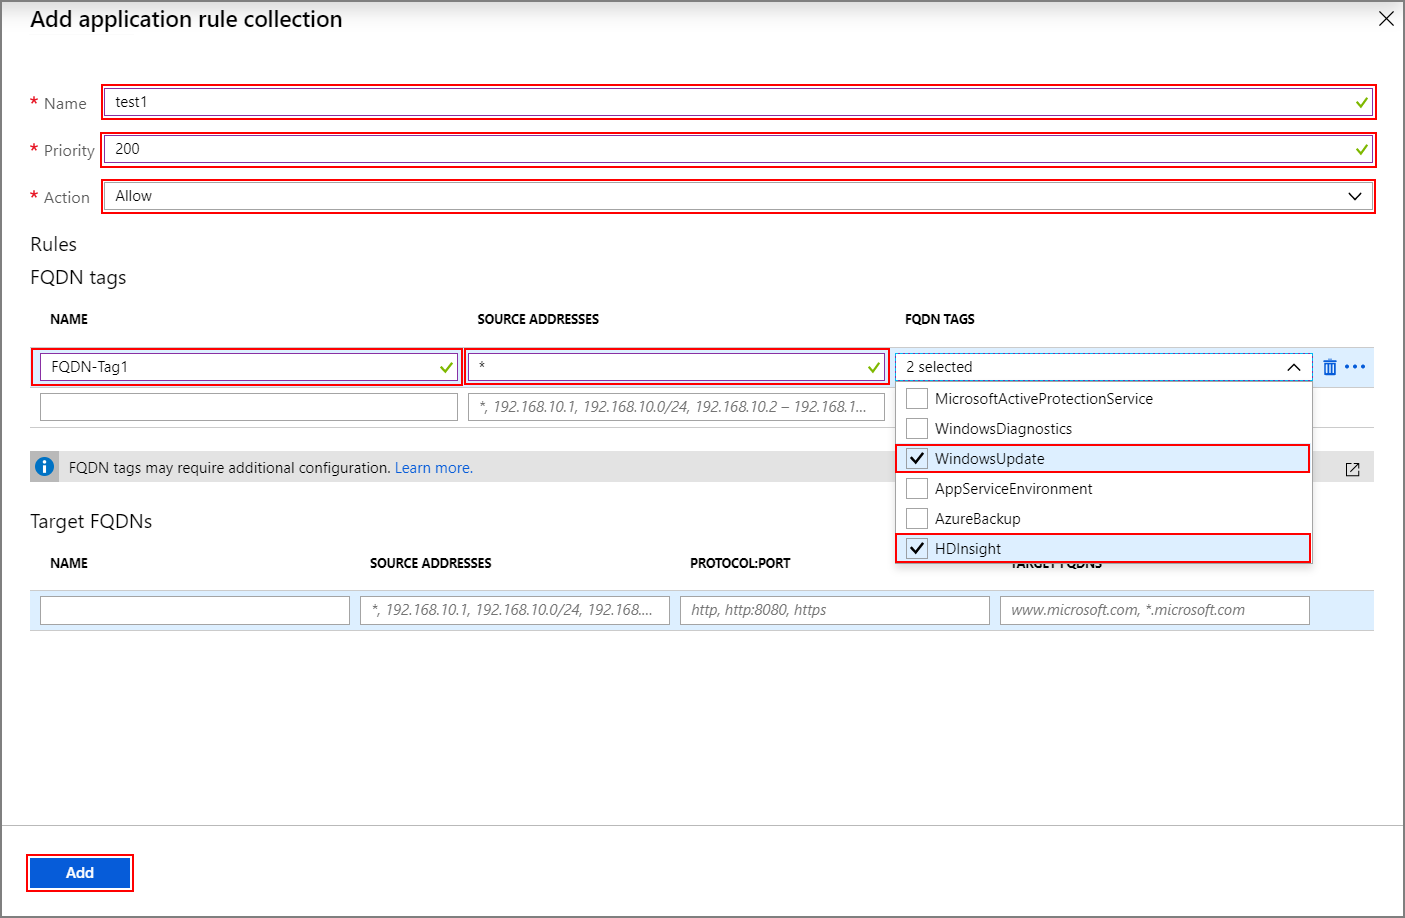 Add application rule collection
* Name test1
* Priority 200
* Action Allow
Rules
FQDN tags
NAME SOURCE ADDRESSES FQDN TAGS
FQDN-Tag1 * 2 selected
*, 192.168.10.1, 192.168.10.0/24, 192.168.10.2 – 192.168.1...
MicrosoftActiveProtectionService
WindowsDiagnostics
WindowsUpdate
AppServiceEnvironment
AzureBackup
HDInsight
FQDN tags may require additional configuration. Learn more.
Target FQDNs
NAME SOURCE ADDRESSES PROTOCOL:PORT TARGET FQDNS
*, 192.168.10.1, 192.168.10.0/24, 192.168.... http, http:8080, https www.microsoft.com, *.microsoft.com
Add